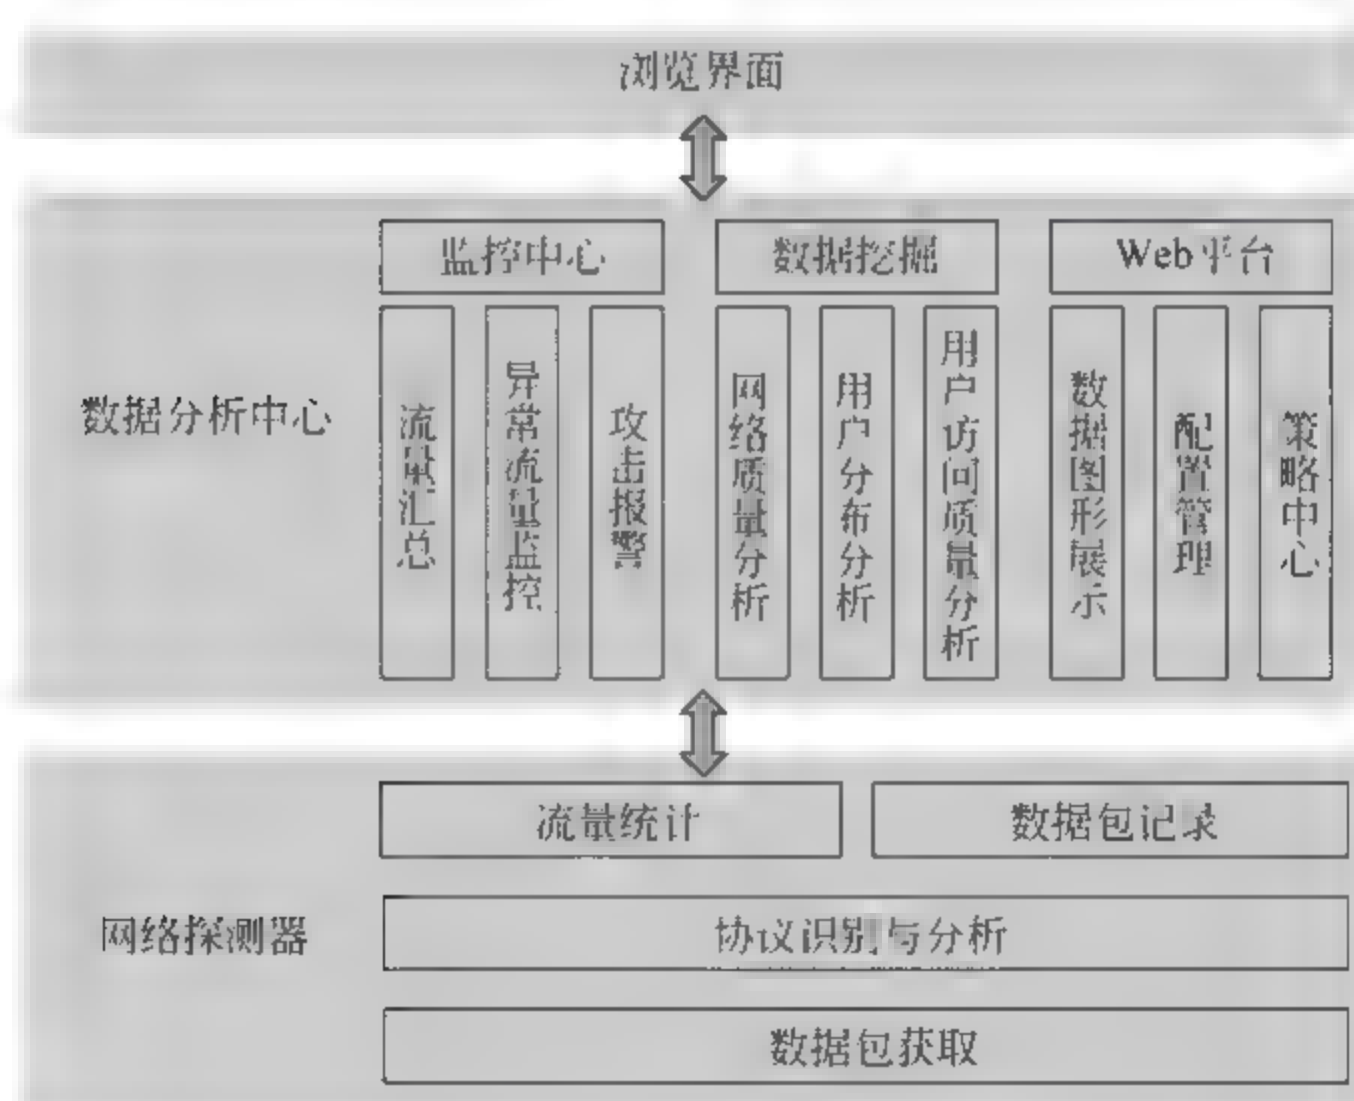 浏览界面
监控中心
数据挖掘
Web平台
数据分析中心
流量汇总
异常流量监控
攻击报警
网络质量分析
用户分布分析
用户访问质量分析
数据图形展示
配置管理
策略中心
流量统计
数据包记录
网络探测器
协议识别与分析
数据包获取